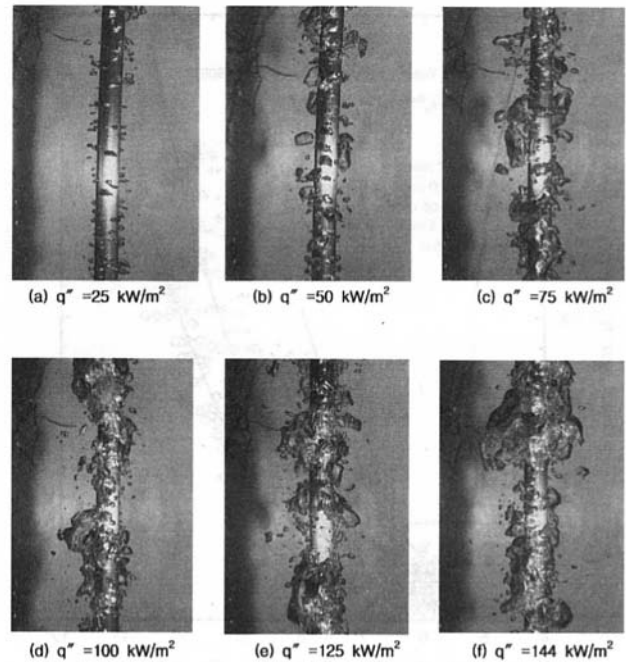 (a) q″ =25 kW/m²
(b) q″ =50 kW/m²
(c) q″ =75 kW/m²
(d) q″ =100 kW/m²
(e) q″ =125 kW/m²
(f) q″ =144 kW/m²